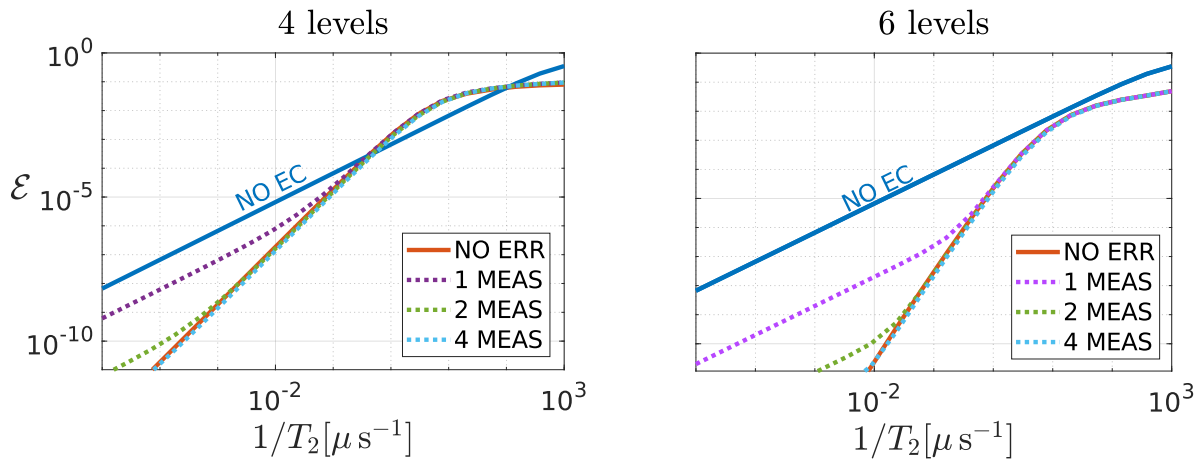 4 levels
10^0
10^-5
10^-10
ℰ
NO EC
NO ERR
1 MEAS
2 MEAS
4 MEAS
10^-2
10^3
1/T_2[μ s^-1]
6 levels
NO EC
NO ERR
1 MEAS
2 MEAS
4 MEAS
10^-2
10^3
1/T_2[μ s^-1]